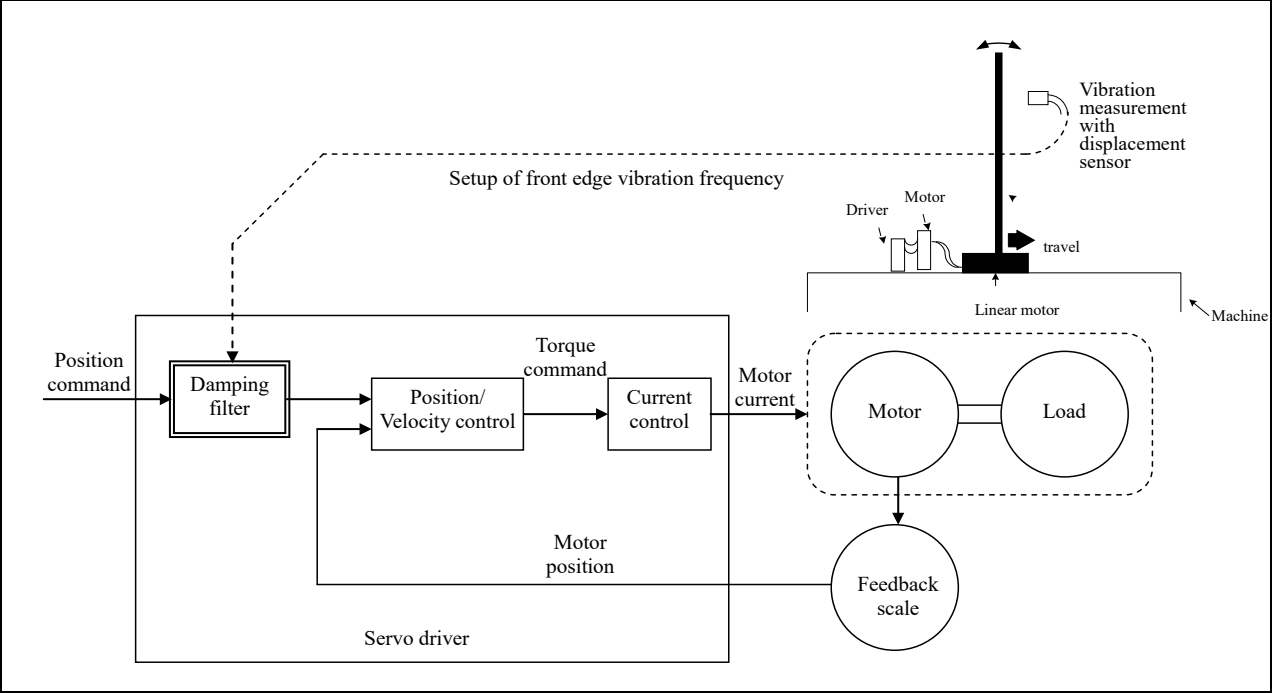 Vibration
measurement
with
displacement
sensor
Setup of front edge vibration frequency
Driver
Motor
travel
Linear motor
Machine
Position
command
Damping
filter
Position/
Velocity control
Torque
command
Current
control
Motor
current
Motor
Load
Motor
position
Feedback
scale
Servo driver